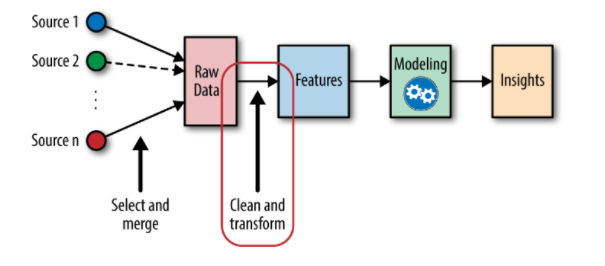 Source 1
Source 2
Source n
Raw
Data
Features
Modeling
Insights
Select and
merge
Clean and
transform